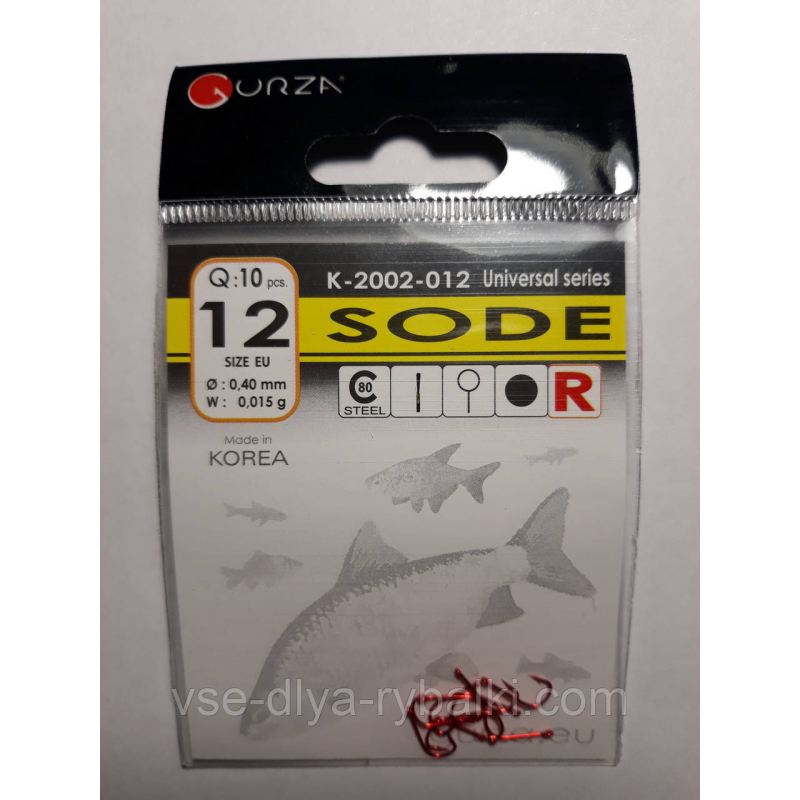 GURZA
Q:10 pcs.
12
SIZE EU
Ø : 0,40 mm
W : 0,015 g
K-2002-012 Universal series
SODE
C 80 STEEL
R
Made in
KOREA
vse-dlya-rybalki.com